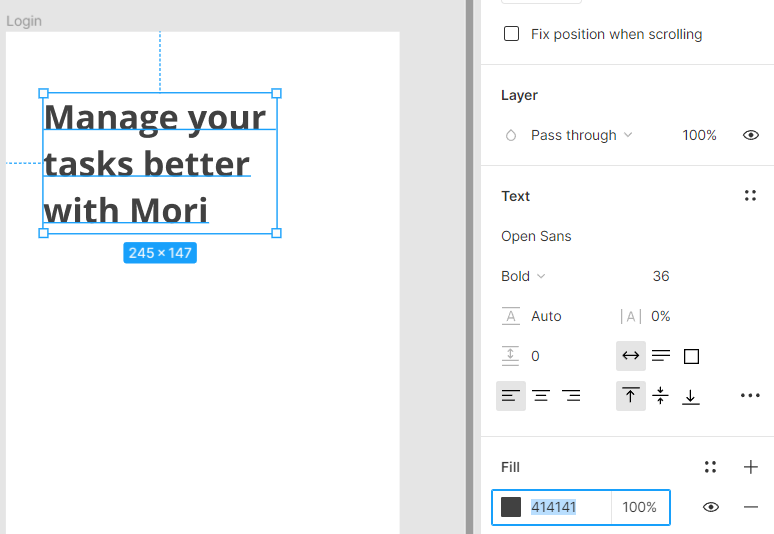 Login
Manage your
tasks better
with Mori
245 × 147
Fix position when scrolling
Layer
Pass through 100%
Text
Open Sans
Bold 36
A Auto |A| 0%
0
Fill
414141 100%